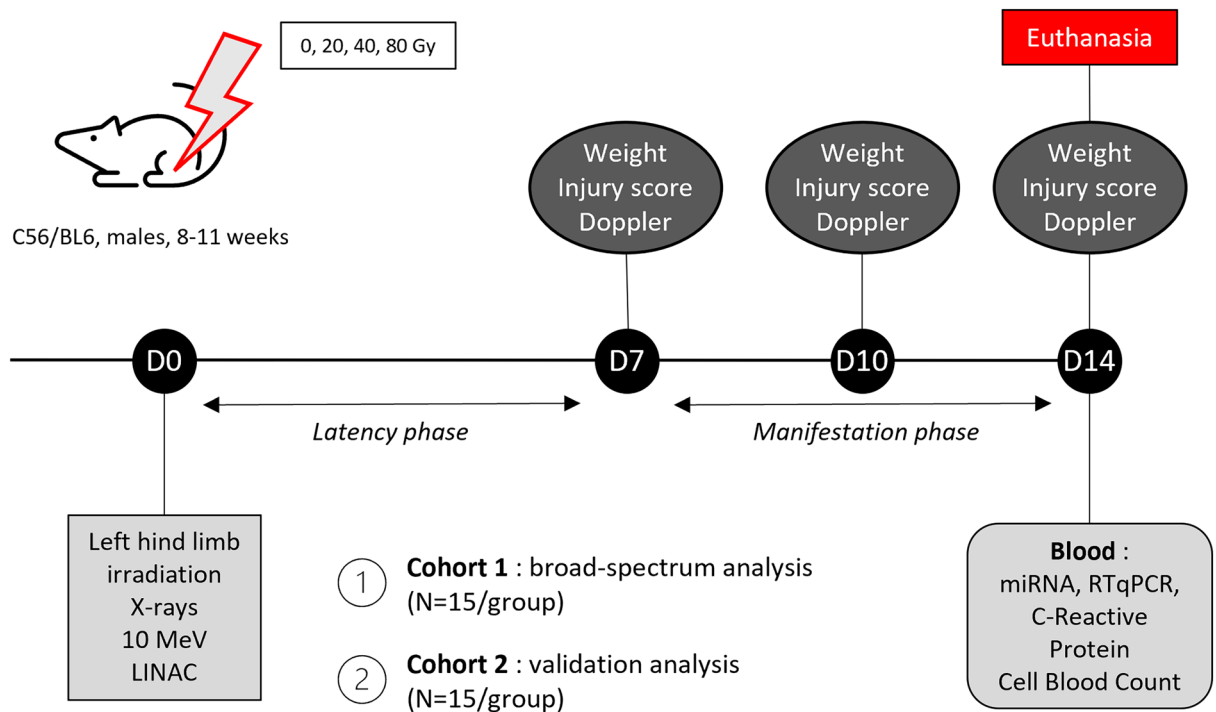 0, 20, 40, 80 Gy
Euthanasia
C56/BL6, males, 8-11 weeks
Weight
Injury score
Doppler
Weight
Injury score
Doppler
Weight
Injury score
Doppler
D0
D7
D10
D14
Latency phase
Manifestation phase
Left hind limb
irradiation
X-rays
10 MeV
LINAC
1
Cohort 1 : broad-spectrum analysis
(N=15/group)
2
Cohort 2 : validation analysis
(N=15/group)
Blood :
miRNA, RTqPCR,
C-Reactive
Protein
Cell Blood Count